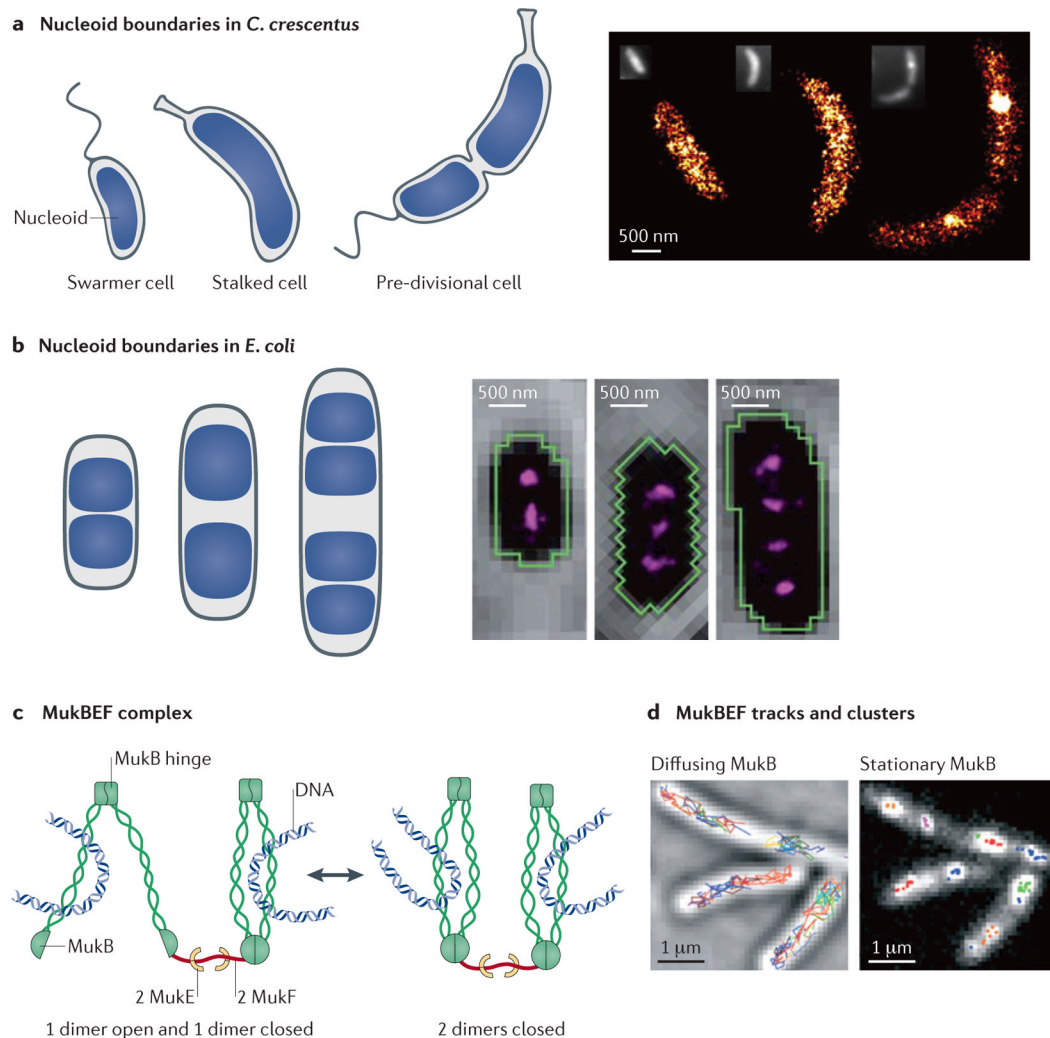 a Nucleoid boundaries in C. crescentus
Nucleoid
Swarmer cell
Stalked cell
Pre-divisional cell
500 nm
b Nucleoid boundaries in E. coli
500 nm
500 nm
500 nm
c MukBEF complex
MukB hinge
DNA
MukB
2 MukE
2 MukF
1 dimer open and 1 dimer closed
2 dimers closed
d MukBEF tracks and clusters
Diffusing MukB
Stationary MukB
1 µm
1 µm